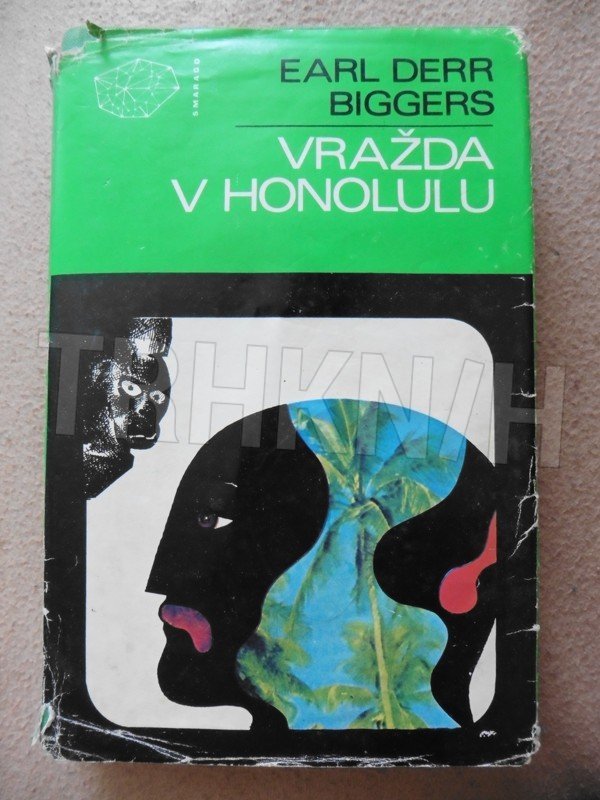 SMARAGD
EARL DERR
BIGGERS
VRAŽDA
V HONOLULU
TRHKNIH